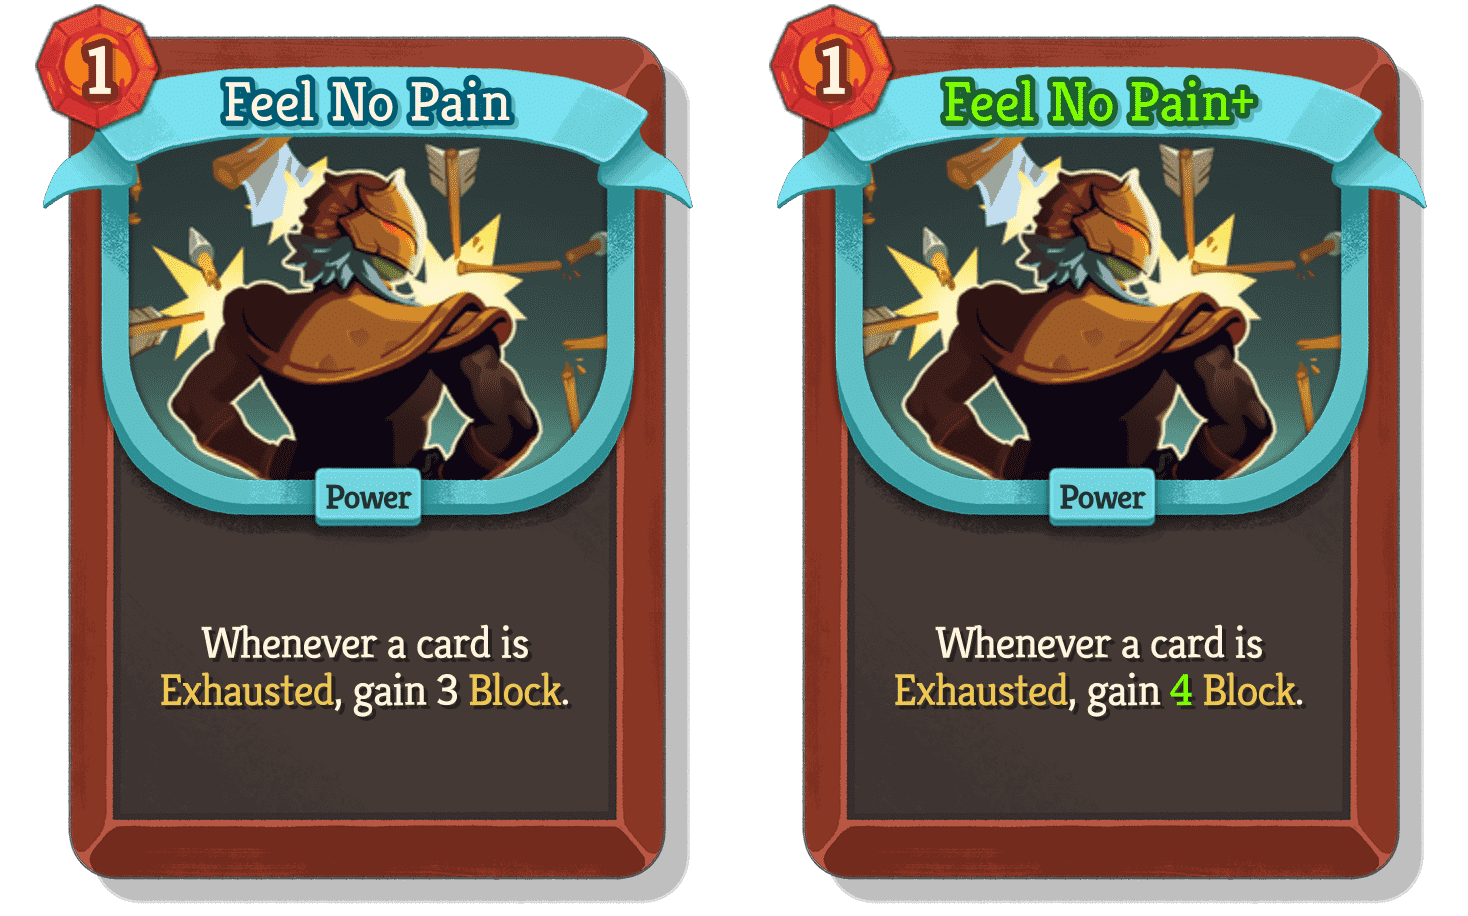 1
Feel No Pain
Power
Whenever a card is
Exhausted, gain 3 Block.
1
Feel No Pain+
Power
Whenever a card is
Exhausted, gain 4 Block.